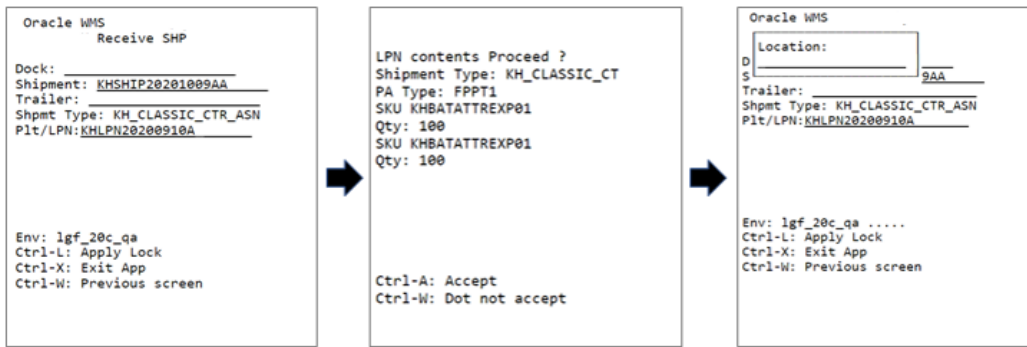 Oracle WMS
Receive SHP
Dock:
Shipment: KHSHIP20201009AA
Trailer:
Shpmt Type: KH_CLASSIC_CTR_ASN
Plt/LPN:KHLPN20200910A
Env: lgf_20c_qa
Ctrl-L: Apply Lock
Ctrl-X: Exit App
Ctrl-W: Previous screen
LPN contents Proceed ?
Shipment Type: KH_CLASSIC_CT
PA Type: FPPT1
SKU KHBATATTREXP01
Qty: 100
SKU KHBATATTREXP01
Qty: 100
Ctrl-A: Accept
Ctrl-W: Dot not accept
Oracle WMS
Location:
D
S 9AA
Trailer:
Shpmt Type: KH_CLASSIC_CTR_ASN
Plt/LPN:KHLPN20200910A
Env: lgf_20c_qa .....
Ctrl-L: Apply Lock
Ctrl-X: Exit App
Ctrl-W: Previous screen